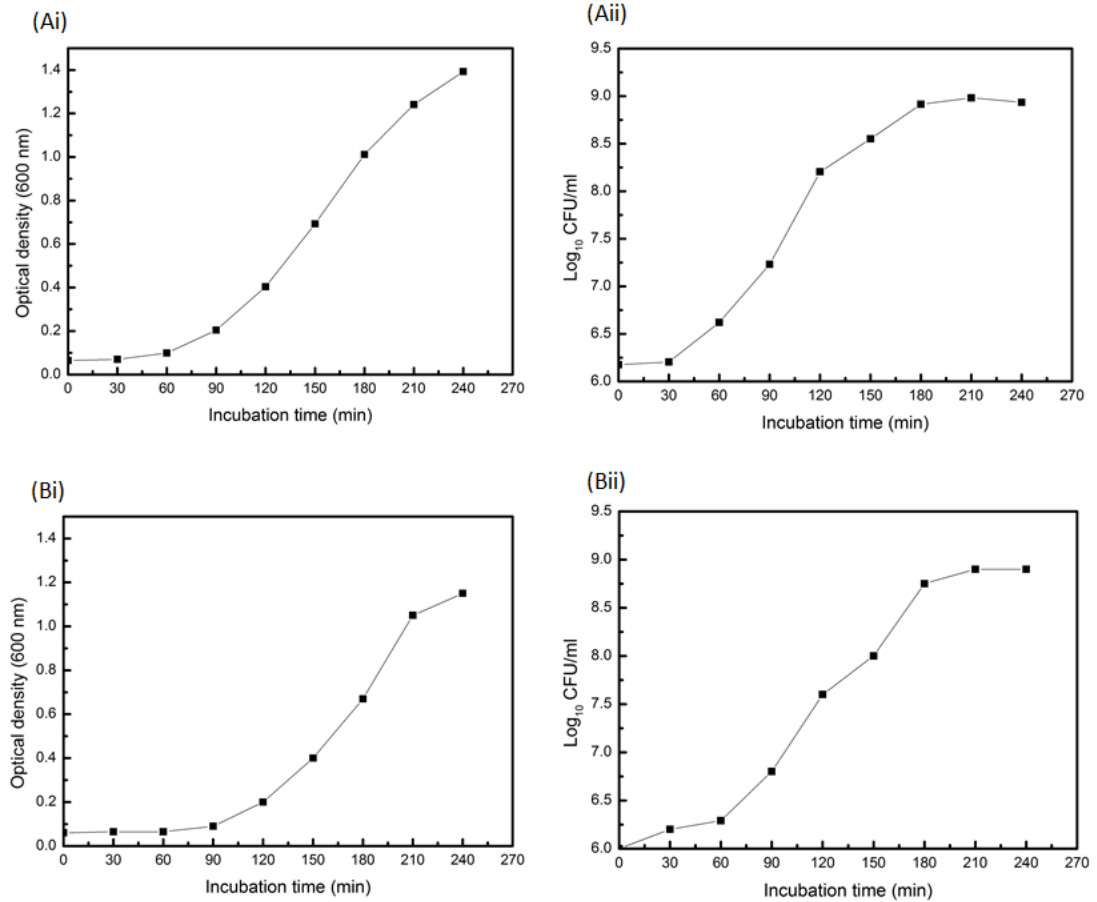 (Ai)
Optical density (600 nm)
1.4
1.2
1.0
0.8
0.6
0.4
0.2
0.0
0 30 60 90 120 150 180 210 240 270
Incubation time (min)
(Aii)
Log10 CFU/ml
9.5
9.0
8.5
8.0
7.5
7.0
6.5
6.0
0 30 60 90 120 150 180 210 240 270
Incubation time (min)
(Bi)
Optical density (600 nm)
1.4
1.2
1.0
0.8
0.6
0.4
0.2
0.0
0 30 60 90 120 150 180 210 240 270
Incubation time (min)
(Bii)
Log10 CFU/ml
9.5
9.0
8.5
8.0
7.5
7.0
6.5
6.0
0 30 60 90 120 150 180 210 240 270
Incubation time (min)